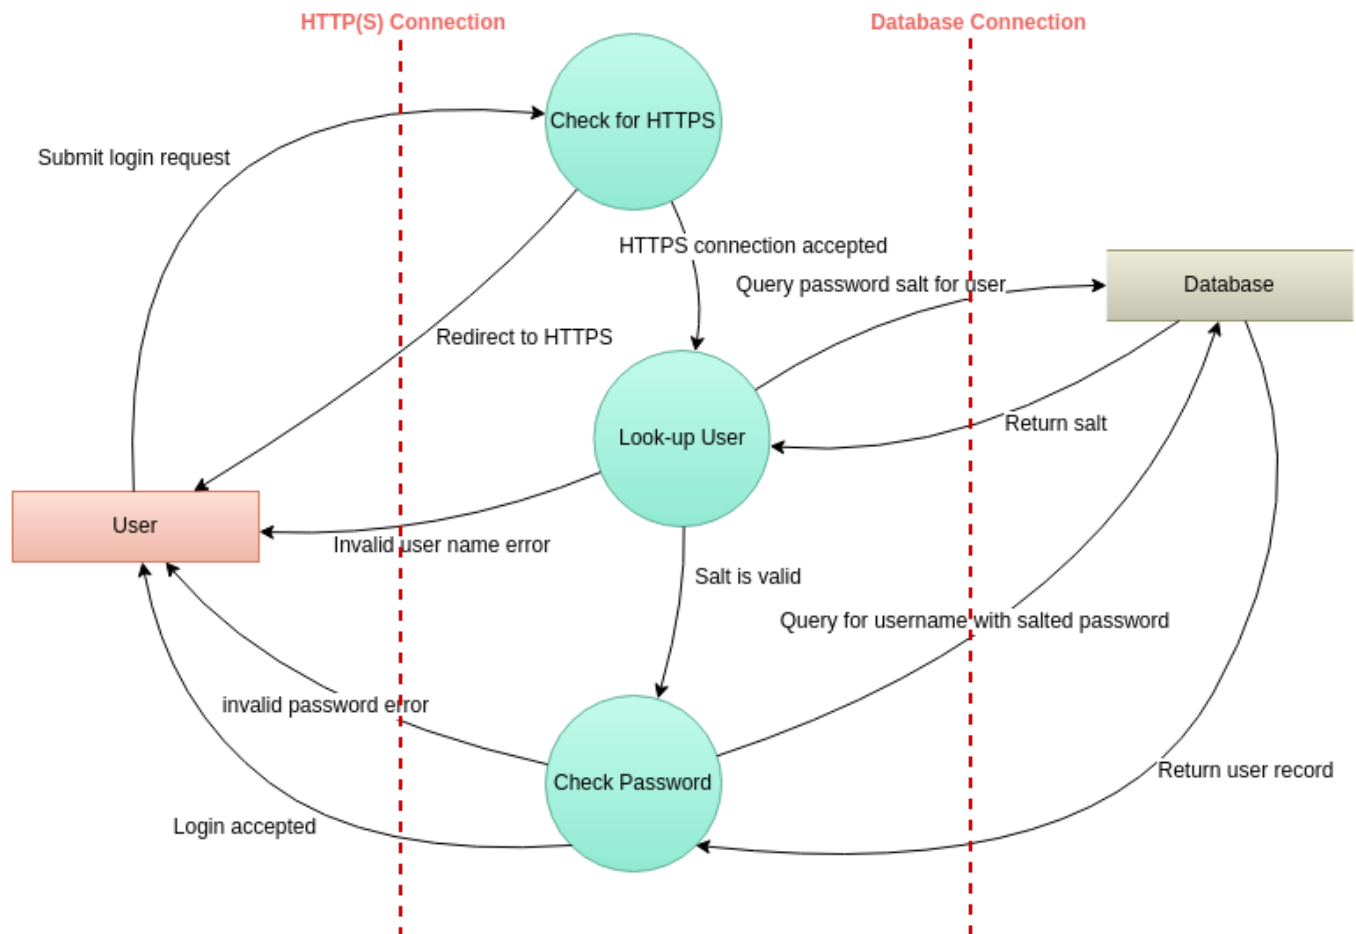 HTTP(S) Connection
Database Connection
Check for HTTPS
Submit login request
HTTPS connection accepted
Query password salt for user
Database
Redirect to HTTPS
Return salt
Look-up User
User
Invalid user name error
Salt is valid
Query for username with salted password
invalid password error
Return user record
Check Password
Login accepted